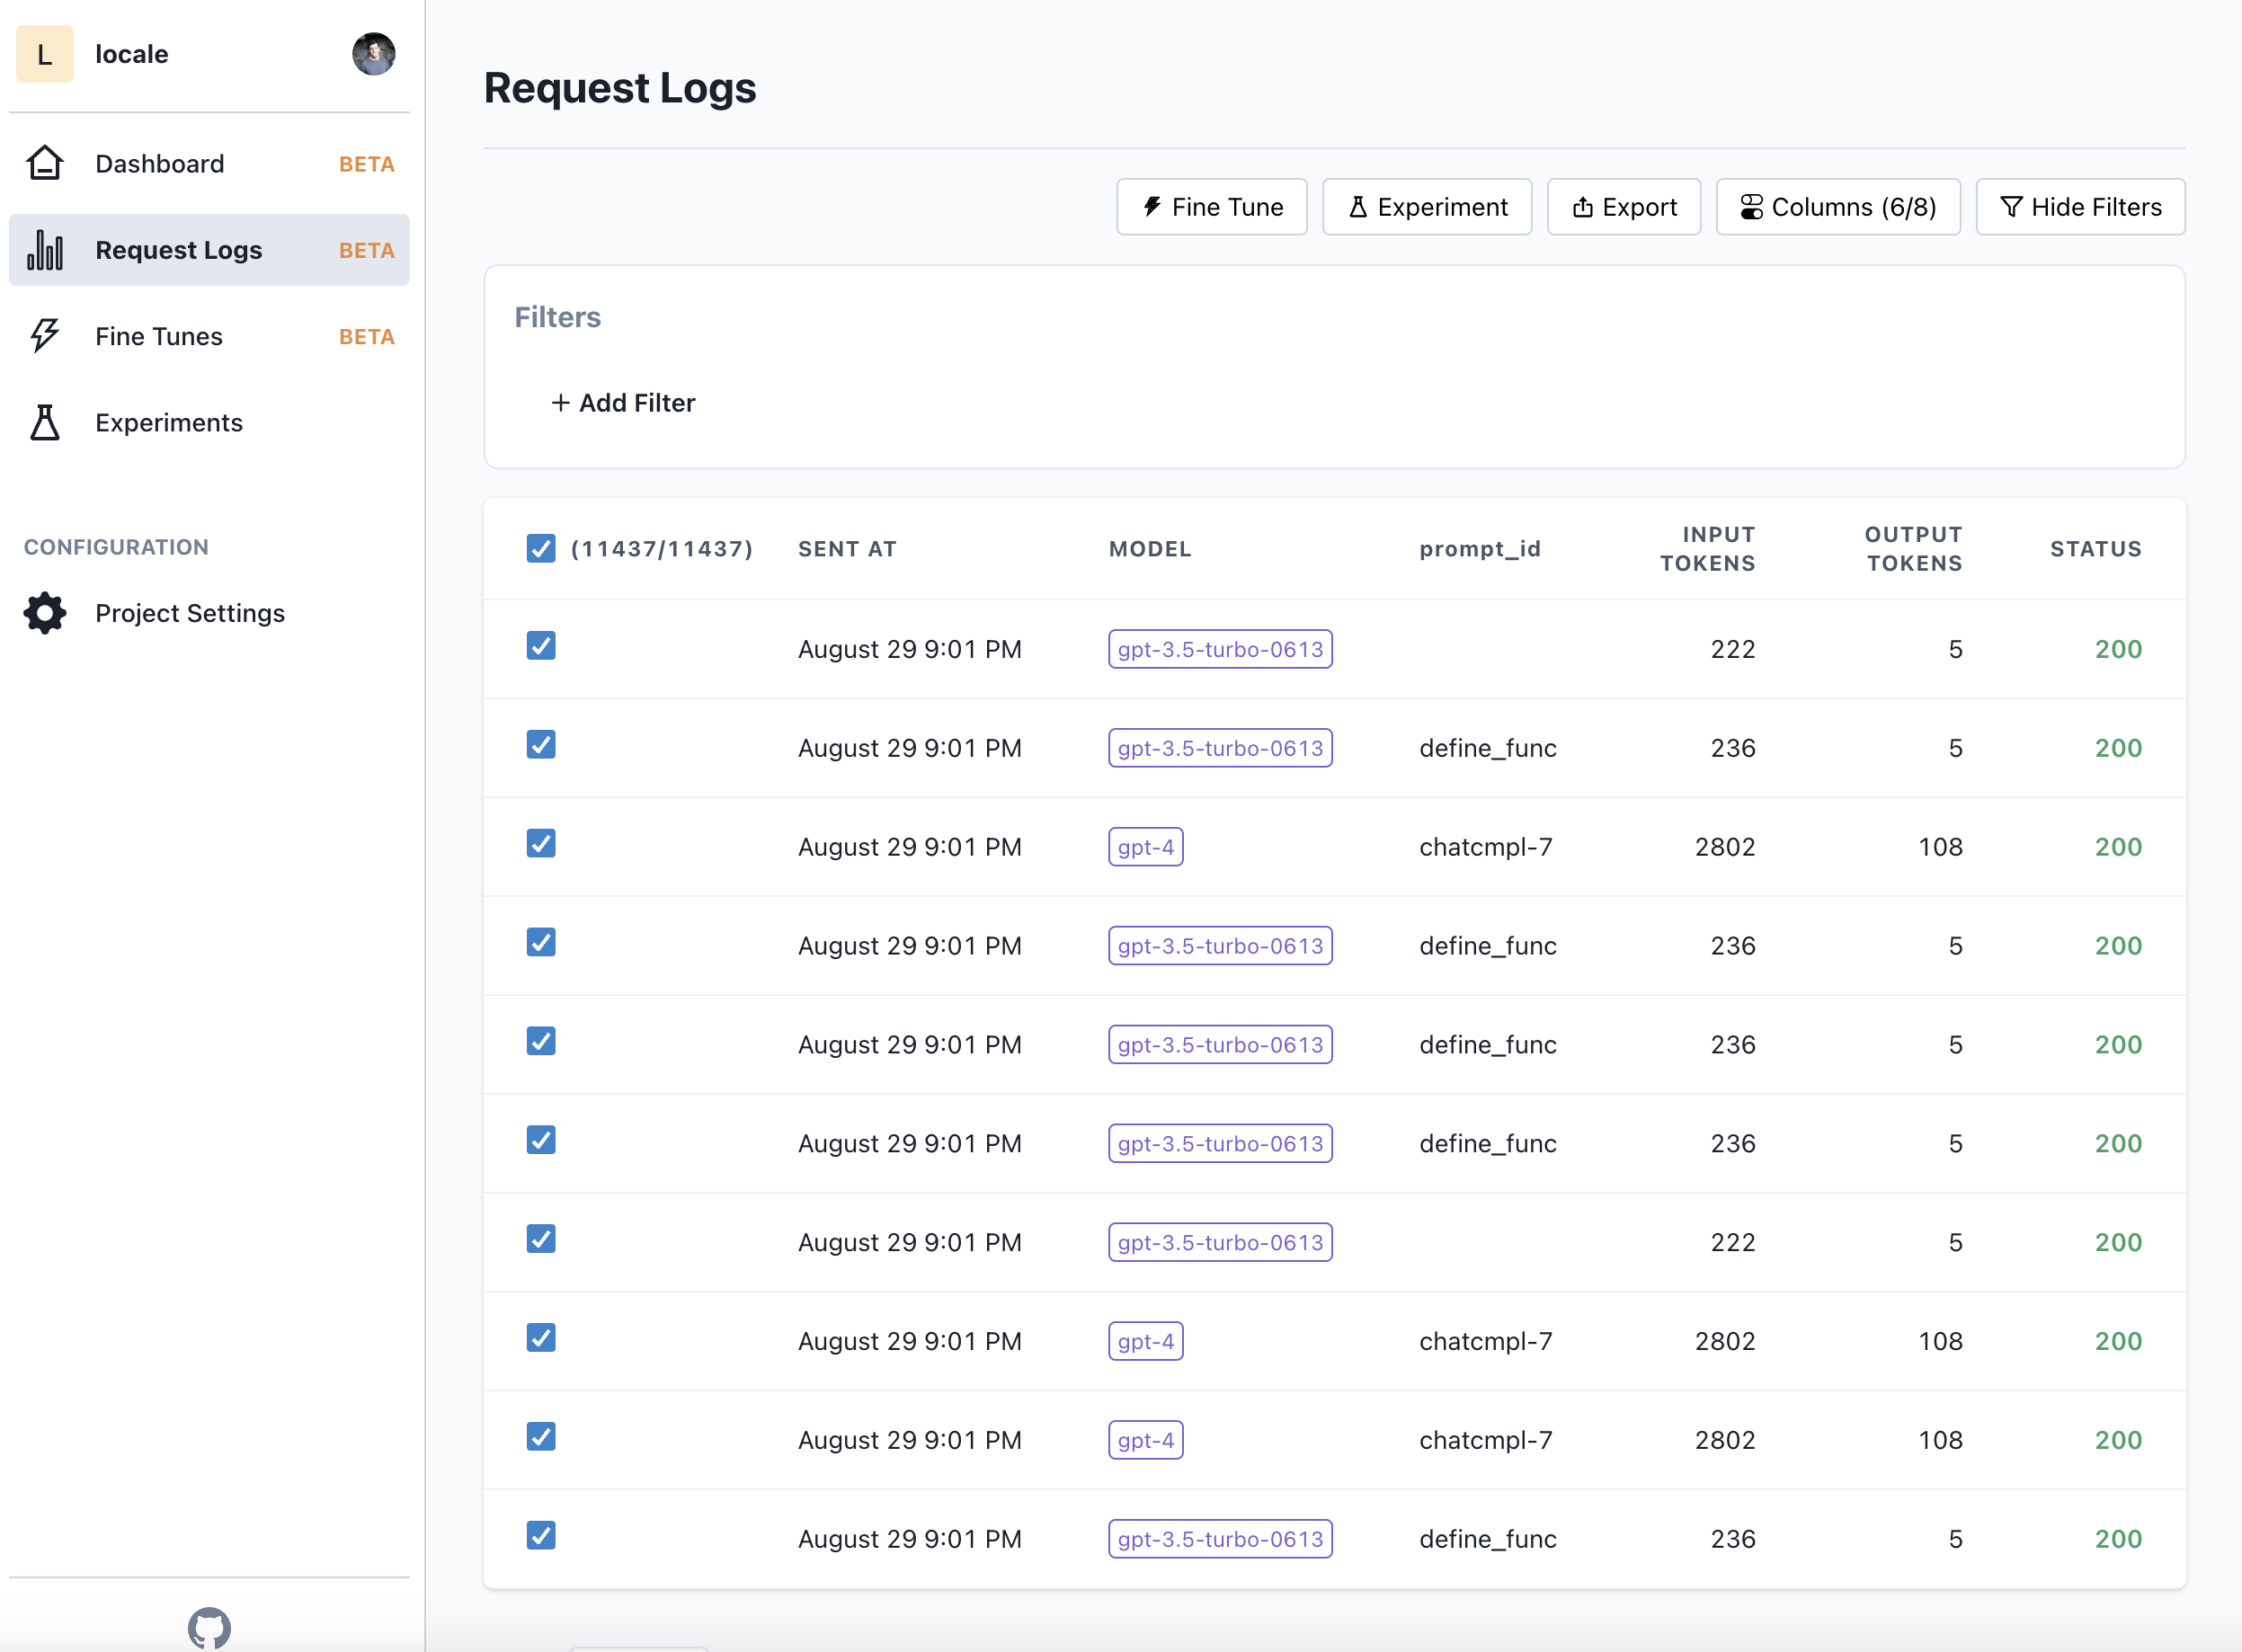 L locale
Dashboard BETA
Request Logs BETA
Fine Tunes BETA
Experiments
CONFIGURATION
Project Settings
Request Logs
Fine Tune Experiment Export Columns (6/8) Hide Filters
Filters
+ Add Filter
(11437/11437) SENT AT MODEL prompt_id INPUT TOKENS OUTPUT TOKENS STATUS
August 29 9:01 PM gpt-3.5-turbo-0613 222 5 200
August 29 9:01 PM gpt-3.5-turbo-0613 define_func 236 5 200
August 29 9:01 PM gpt-4 chatcmpl-7 2802 108 200
August 29 9:01 PM gpt-3.5-turbo-0613 define_func 236 5 200
August 29 9:01 PM gpt-3.5-turbo-0613 define_func 236 5 200
August 29 9:01 PM gpt-3.5-turbo-0613 define_func 236 5 200
August 29 9:01 PM gpt-3.5-turbo-0613 222 5 200
August 29 9:01 PM gpt-4 chatcmpl-7 2802 108 200
August 29 9:01 PM gpt-4 chatcmpl-7 2802 108 200
August 29 9:01 PM gpt-3.5-turbo-0613 define_func 236 5 200